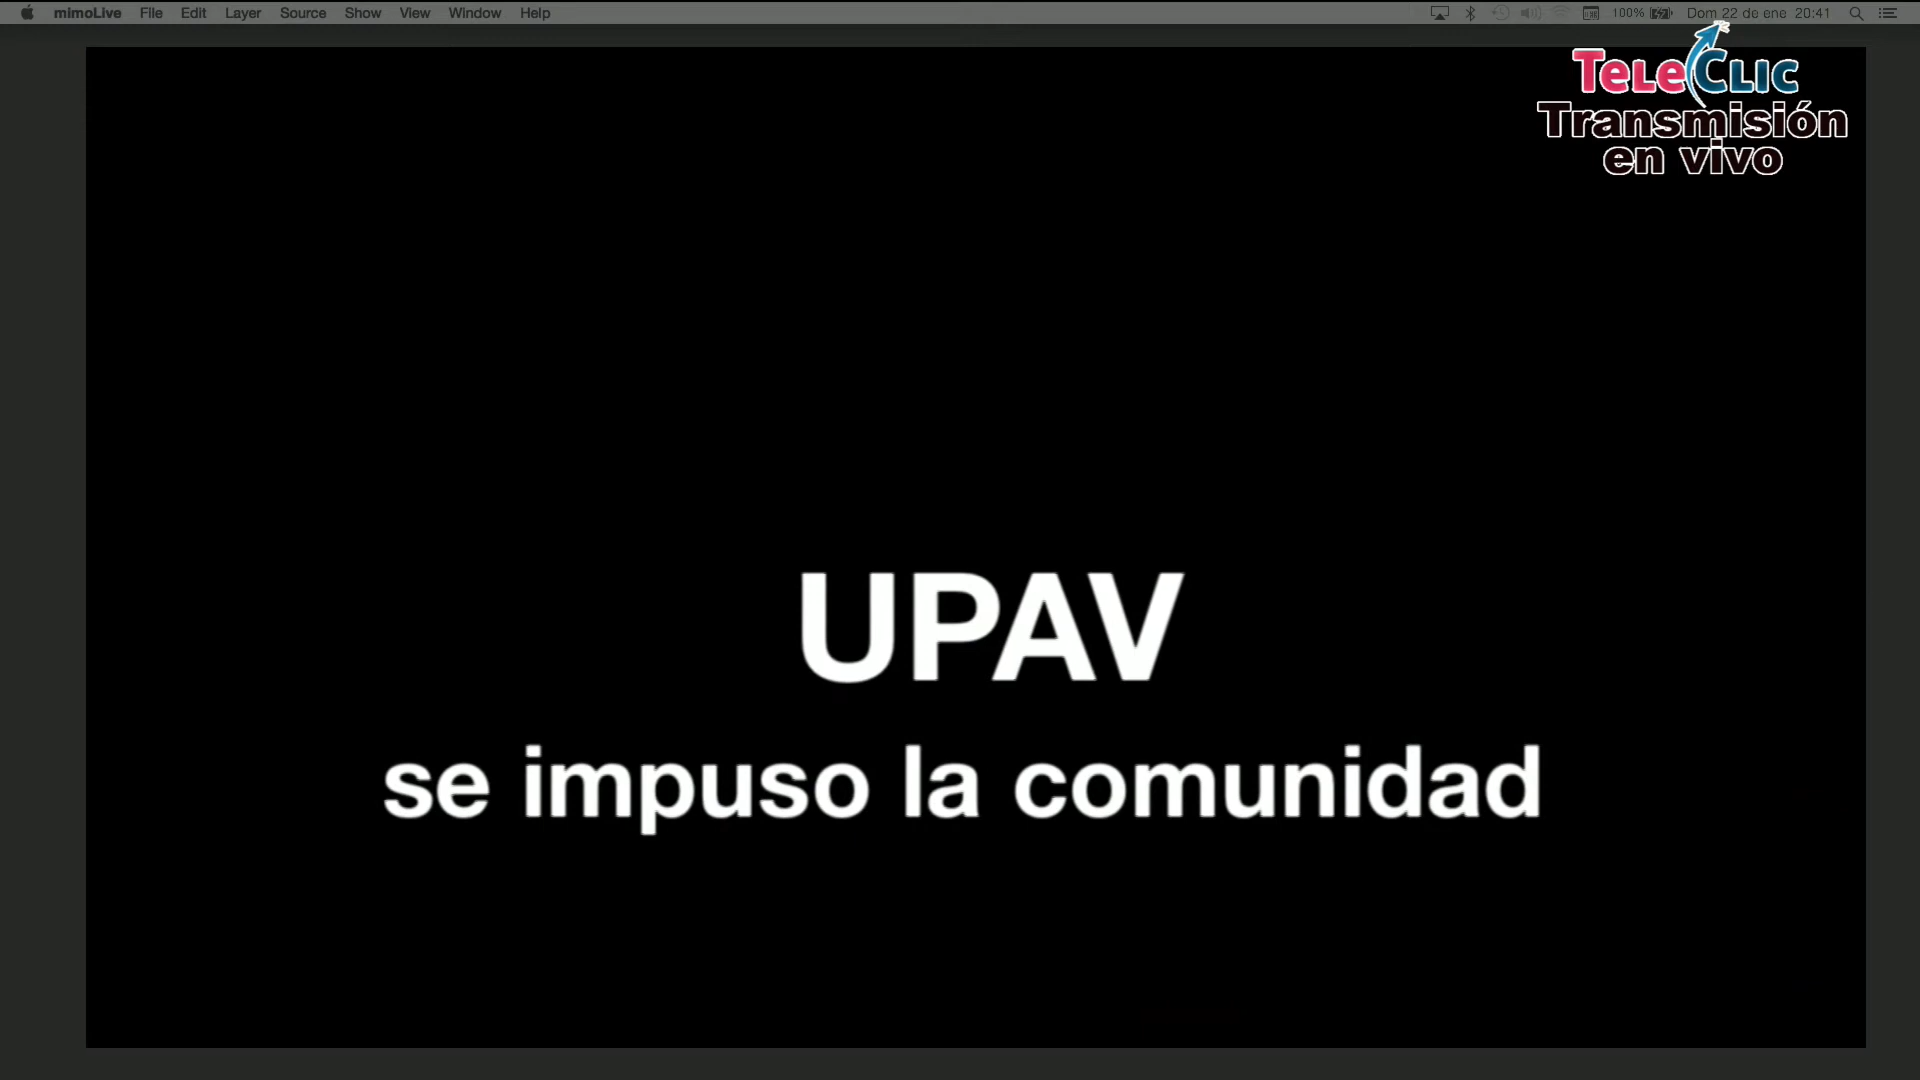 mimoLive File Edit Layer Source Show View Window Help 100% Dom 22 de ene 20:41
TELECLIC
Transmisión
en vivo
UPAV
se impuso la comunidad